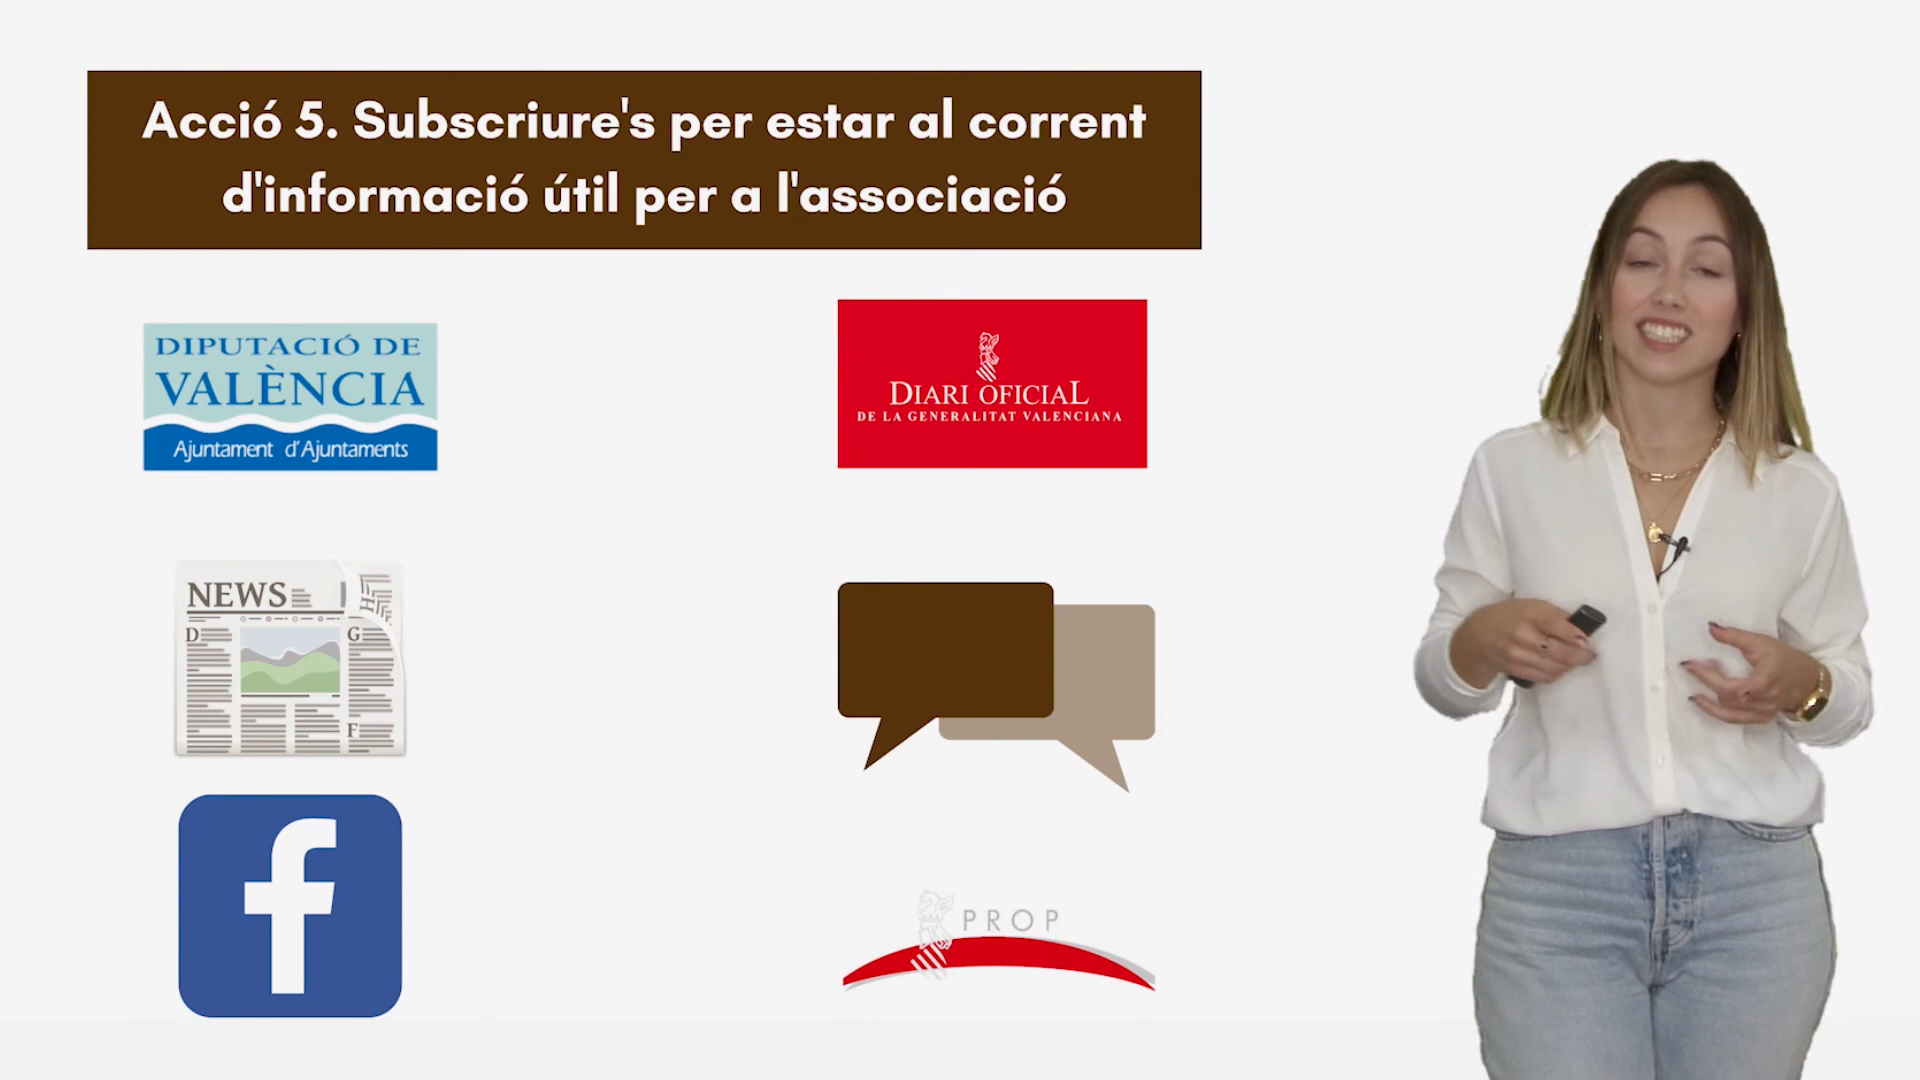 Acció 5. Subscriure's per estar al corrent
d'informació útil per a l'associació
DIPUTACIÓ DE
VALÈNCIA
Ajuntament d'Ajuntaments
DIARI OFICIAL
DE LA GENERALITAT VALENCIANA
NEWS
H
D
G
F
f
PROP